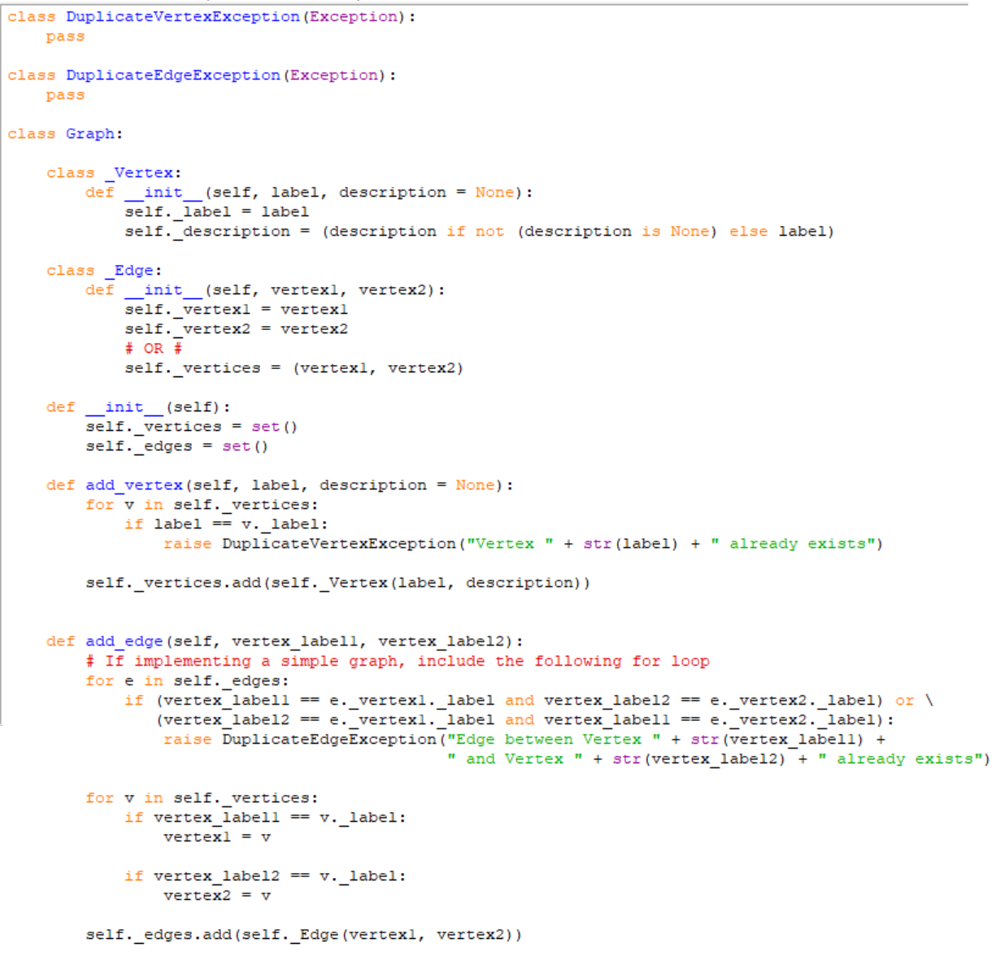 class DuplicateVertexException(Exception):
    pass

class DuplicateEdgeException(Exception):
    pass

class Graph:

    class _Vertex:
        def __init__(self, label, description = None):
            self._label = label
            self._description = (description if not (description is None) else label)

    class _Edge:
        def __init__(self, vertex1, vertex2):
            self._vertex1 = vertex1
            self._vertex2 = vertex2
            # OR #
            self._vertices = (vertex1, vertex2)

    def __init__(self):
        self._vertices = set()
        self._edges = set()

    def add_vertex(self, label, description = None):
        for v in self._vertices:
            if label == v._label:
                raise DuplicateVertexException("Vertex " + str(label) + " already exists")

        self._vertices.add(self._Vertex(label, description))


    def add_edge(self, vertex_label1, vertex_label2):
        # If implementing a simple graph, include the following for loop
        for e in self._edges:
            if (vertex_label1 == e._vertex1._label and vertex_label2 == e._vertex2._label) or \
               (vertex_label2 == e._vertex1._label and vertex_label1 == e._vertex2._label):
                raise DuplicateEdgeException("Edge between Vertex " + str(vertex_label1) +
                                             " and Vertex " + str(vertex_label2) + " already exists")

        for v in self._vertices:
            if vertex_label1 == v._label:
                vertex1 = v

            if vertex_label2 == v._label:
                vertex2 = v

        self._edges.add(self._Edge(vertex1, vertex2))